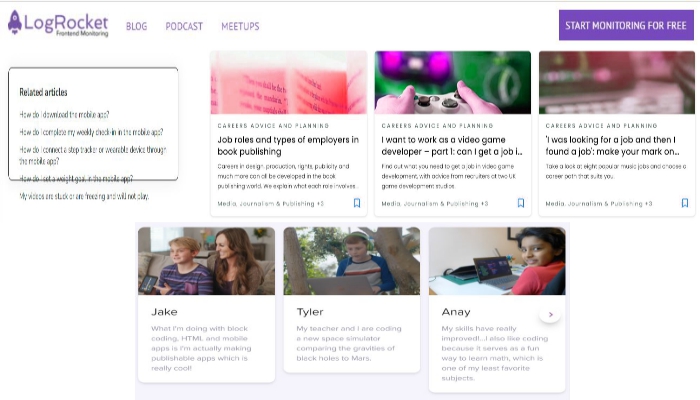 LogRocket
Frontend Monitoring
BLOG PODCAST MEETUPS
START MONITORING FOR FREE
Related articles
How do I download the mobile app?
How do I complete my weekly check-in in the mobile app?
How do I connect a step tracker or wearable device through
the mobile app?
How do I set a weight goal in the mobile app?
My videos are stuck or are freezing and will not play.
CAREERS ADVICE AND PLANNING
Job roles and types of employers in
book publishing
Careers in design, production, rights, publicity and
much more can all be developed in the book
publishing world. We explain what each role involves...
Media, Journalism & Publishing +3
CAREERS ADVICE AND PLANNING
I want to work as a video game
developer – part 1: can I get a job i...
Find out what you need to get a job in video game
development, with advice from recruiters at two UK
game development studios
Media, Journalism & Publishing +3
CAREERS ADVICE AND PLANNING
'I was looking for a job and then I
found a job': make your mark on...
Take a look at eight popular music jobs and choose a
career path that suits you.
Media, Journalism & Publishing +3
Jake
What I'm doing with block
coding, HTML and mobile
apps is I'm actually making
publishable apps which is
really cool!
Tyler
My teacher and I are coding
a new space simulator
comparing the gravities of
black holes to Mars.
Anay
My skills have really
improved!...I also like coding
because it serves as a fun
way to learn math, which is
one of my least favorite
subjects.